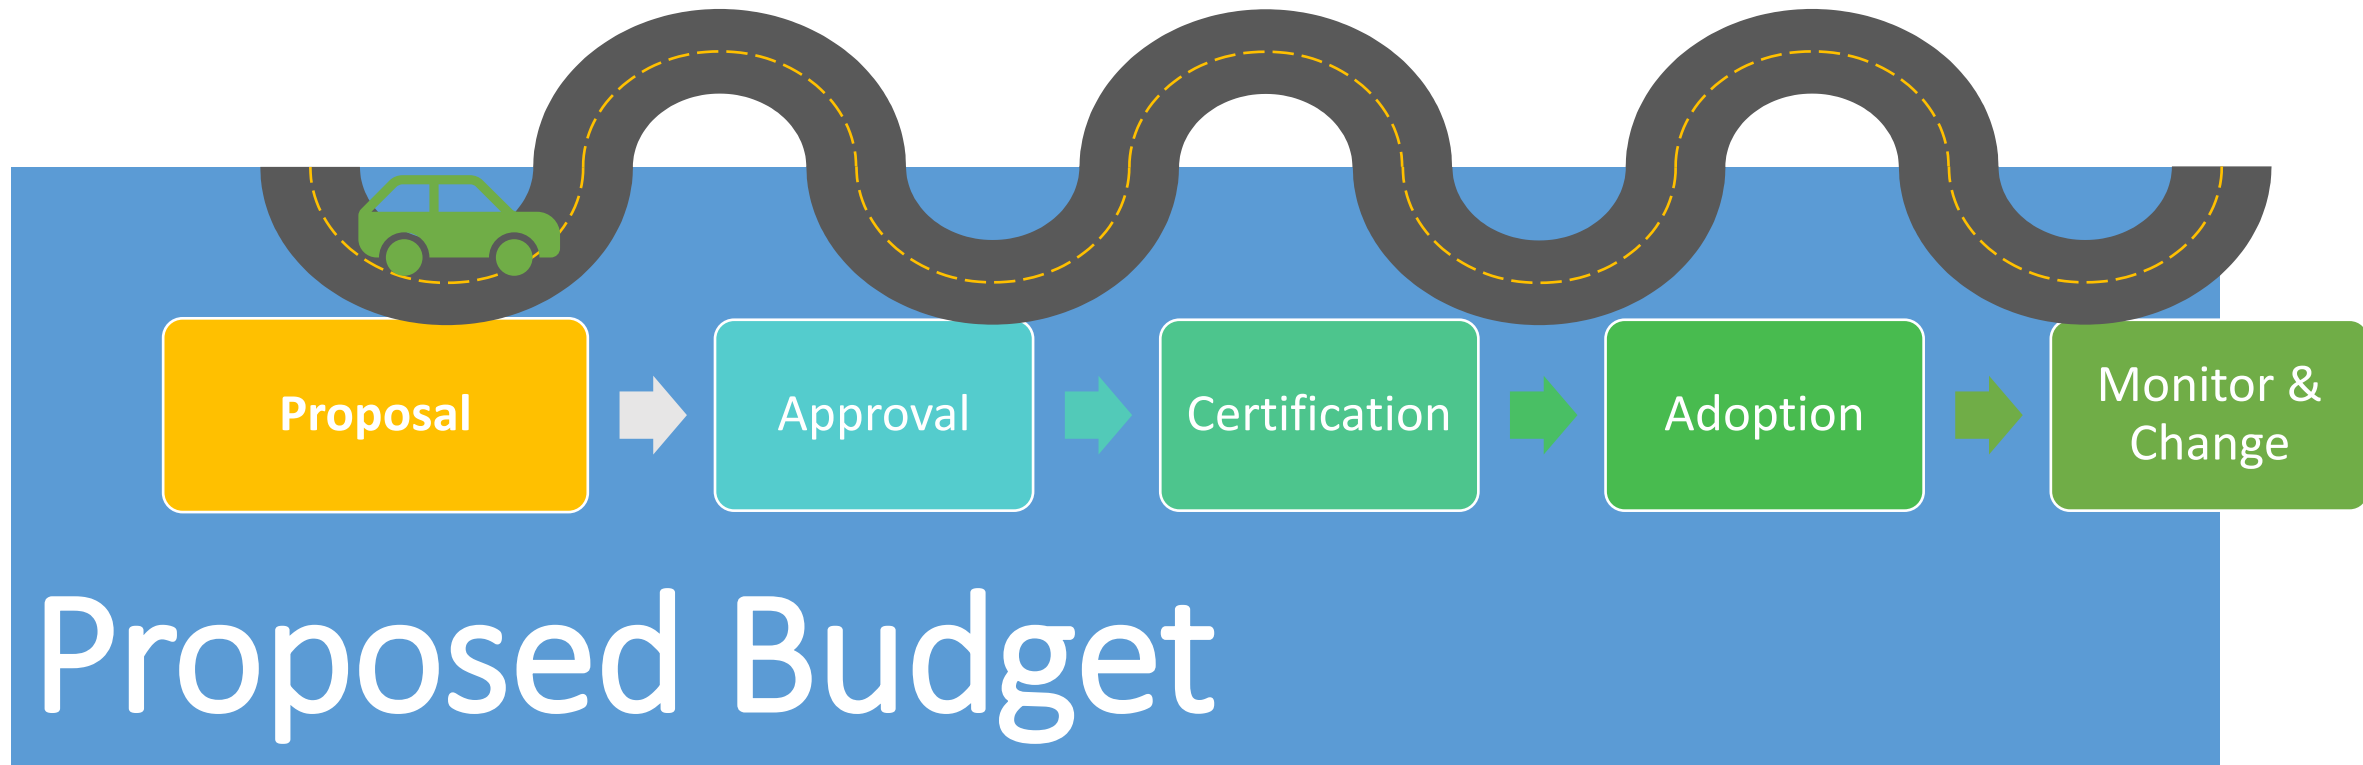 Proposal
Approval
Certification
Adoption
Monitor &
Change
Proposed Budget